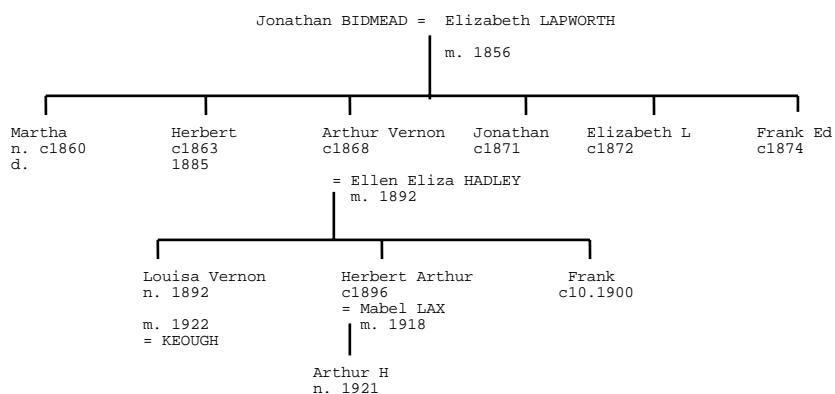 Jonathan BIDMEAD = Elizabeth LAPWORTH
m. 1856
Martha Herbert Arthur Vernon Jonathan Elizabeth L Frank Ed
n. c1860 c1863 c1868 c1871 c1872 c1874
d. 1885
= Ellen Eliza HADLEY
m. 1892
Louisa Vernon Herbert Arthur Frank
n. 1892 c1896 c10.1900
= Mabel LAX
m. 1922 m. 1918
= KEOUGH
Arthur H
n. 1921